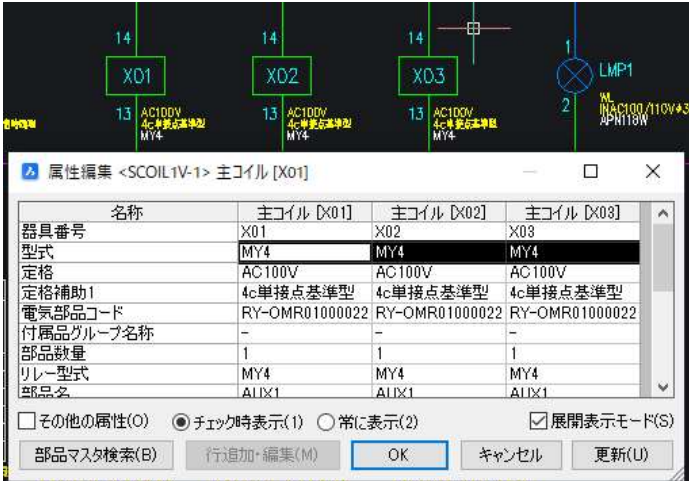 14 14 14
X01 X02 X03 1 LMP1
13 AC100V 13 AC100V 13 AC100V 2 WL
4c単接点基準型 4c単接点基準型 4c単接点基準型 INAC100/110V#3
MY4 MY4 MY4 APN118W
属性編集 <SCOIL1V-1> 主コイル [X01]
名称 主コイル [X01] 主コイル [X02] 主コイル [X03]
器具番号 X01 X02 X03
型式 MY4 MY4 MY4
定格 AC100V AC100V AC100V
定格補助1 4c単接点基準型 4c単接点基準型 4c単接点基準型
電気部品コード RY-OMR01000022 RY-OMR01000022 RY-OMR01000022
付属品グループ名称 - - -
部品数量 1 1 1
リレー型式 MY4 MY4 MY4
部品名 AUX1 AUX1 AUX1
その他の属性(O) チェック時表示(1) 常に表示(2) 展開表示モード(S)
部品マスタ検索(B) 行追加・編集(M) OK キャンセル 更新(U)